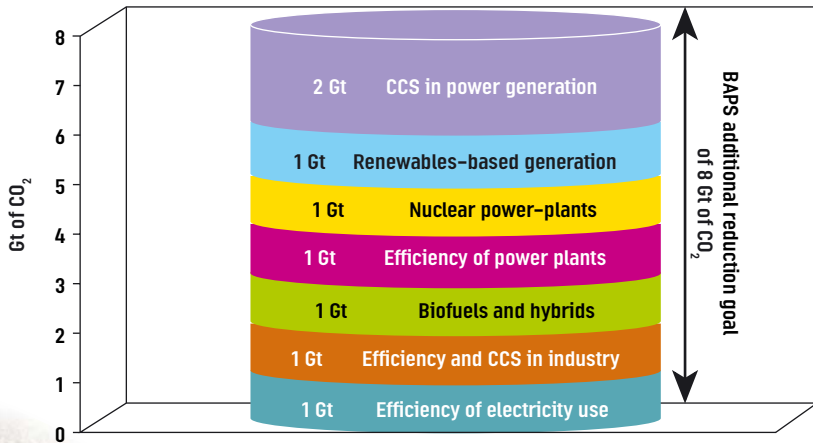 8
7
6
5
4
3
2
1
0
Gt of CO₂
2 Gt CCS in power generation
1 Gt Renewables-based generation
1 Gt Nuclear power-plants
1 Gt Efficiency of power plants
1 Gt Biofuels and hybrids
1 Gt Efficiency and CCS in industry
1 Gt Efficiency of electricity use
BAPS additional reduction goal
of 8 Gt of CO₂